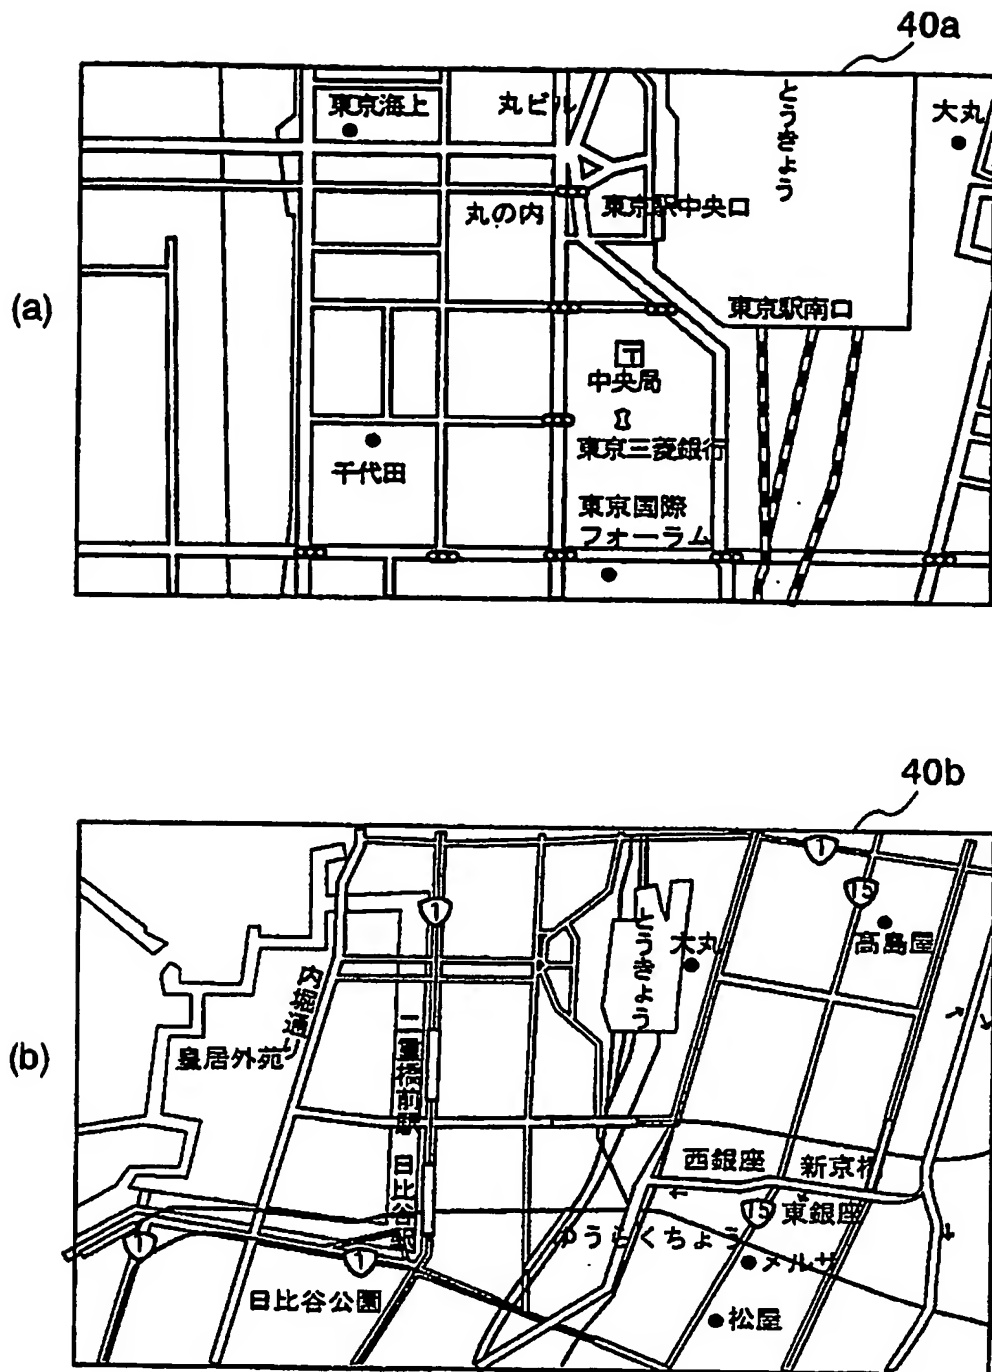 40a
東京海上
丸ビル
とうきょう
大丸
丸の内
東京駅中央口
(a)
東京駅南口
〒
中央局
東京三菱銀行
千代田
東京国際
フォーラム
40b
1
15
1
とうきょう
大丸
高島屋
内堀通り
(b)
皇居外苑
二重橋前駅
西銀座
新京橋
日比谷駅
15
東銀座
1
1
ゆうらくちょう
メルサ
日比谷公園
松屋